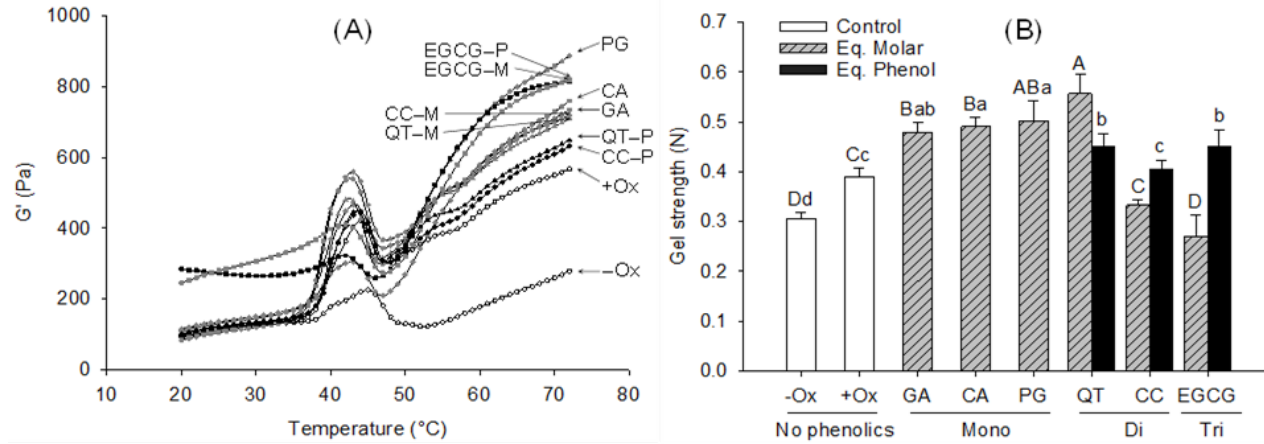 (A)
1000
800
600
400
200
0
G' (Pa)
10 20 30 40 50 60 70 80
Temperature (°C)
PG
EGCG–P
EGCG–M
CA
GA
CC–M
QT–M
QT–P
CC–P
+Ox
–Ox
(B)
Control
Eq. Molar
Eq. Phenol
0.7
0.6
0.5
0.4
0.3
0.2
0.1
0.0
Gel strength (N)
Dd Cc Bab Ba ABa A b C c D b
-Ox +Ox GA CA PG QT CC EGCG
No phenolics Mono Di Tri